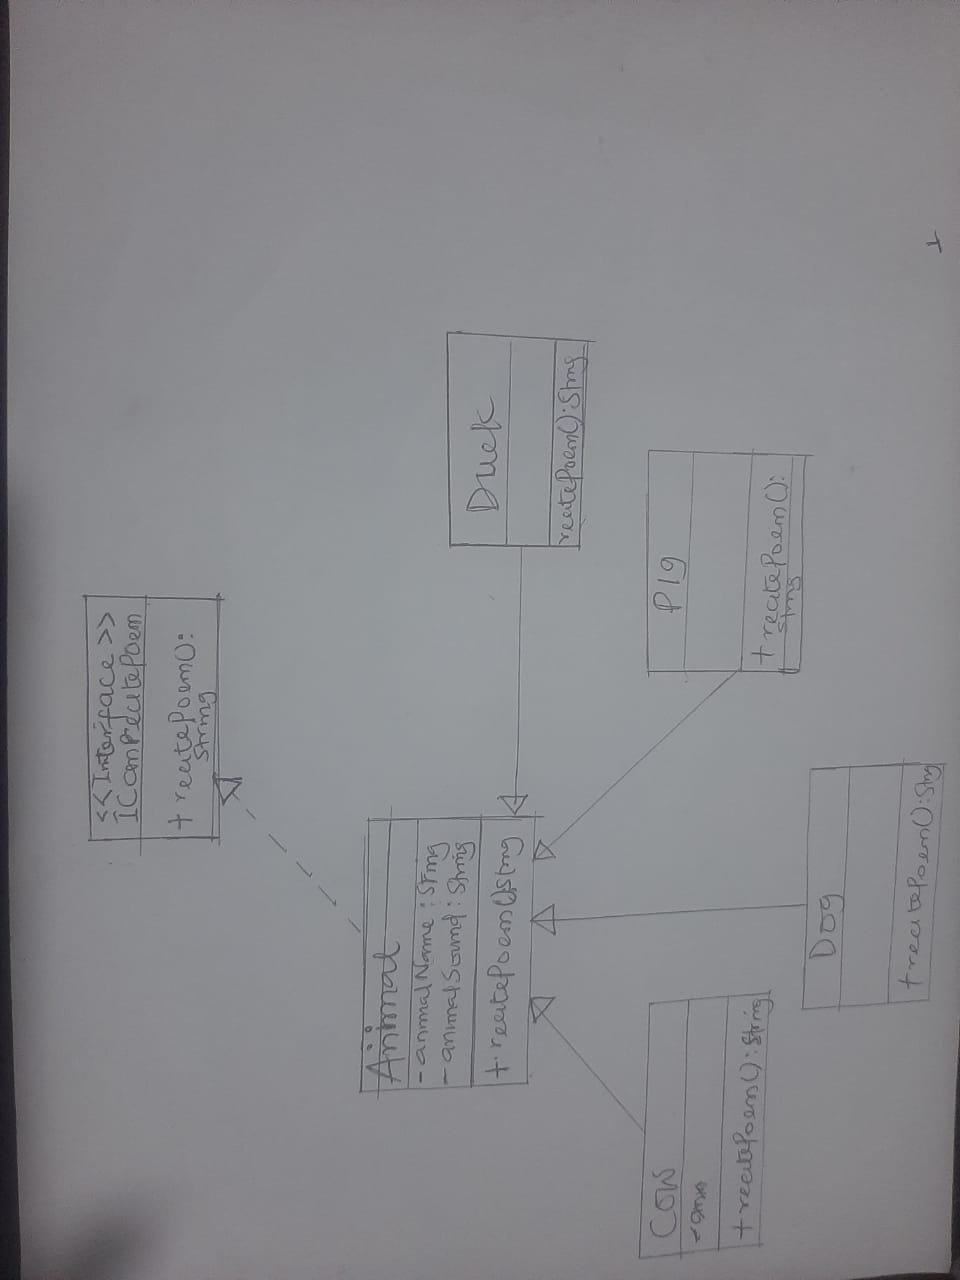 <<Interface>>
ICanRecitePoem
+ recitePoem():
String
Animal
- animalName : String
- animalSound : String
+ recitePoem():String
Duck
recitePoem():String
Pig
+ recitePoem():
String
Dog
+ recitePoem():String
Cow
+ recitePoem():String